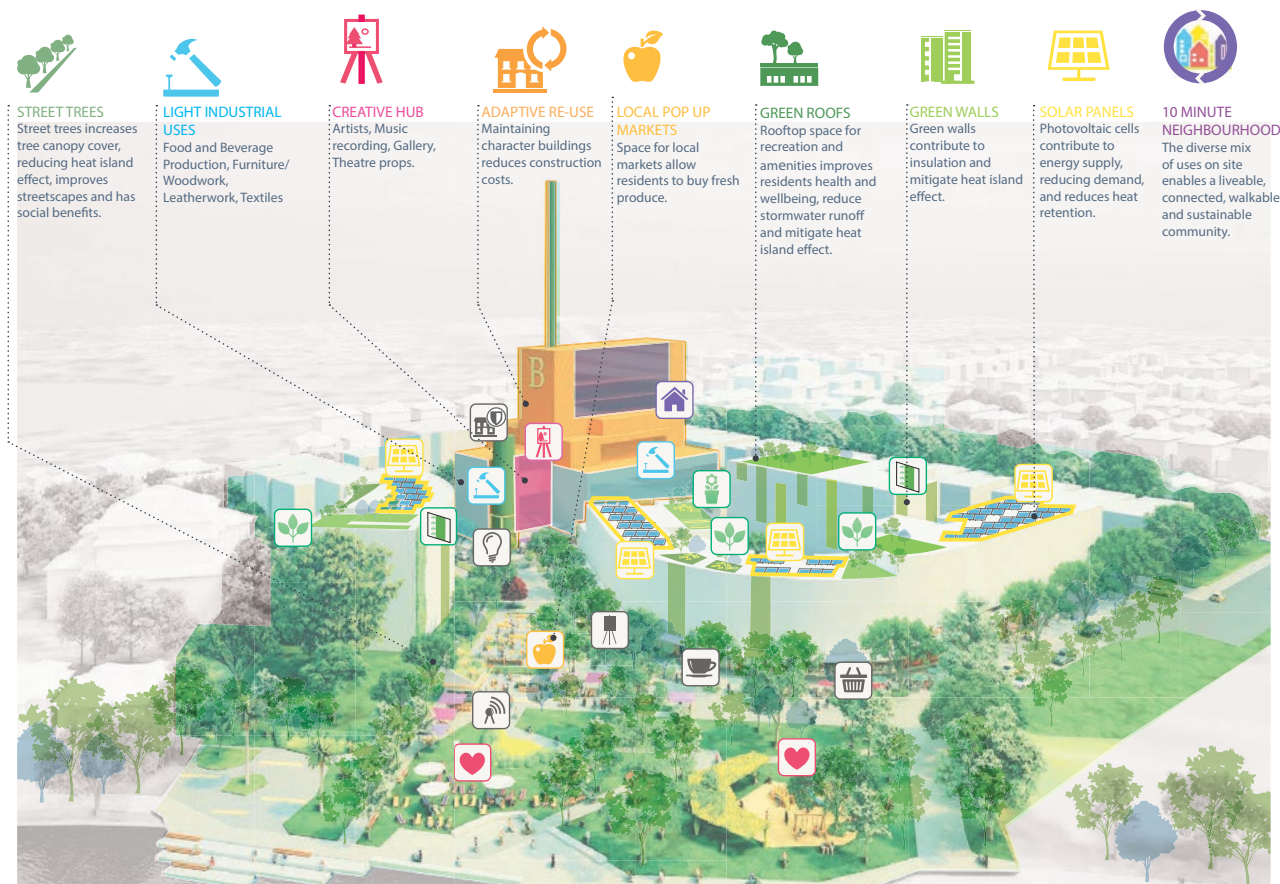 STREET TREES
Street trees increases
tree canopy cover,
reducing heat island
effect, improves
streetscapes and has
social benefits.
LIGHT INDUSTRIAL
USES
Food and Beverage
Production, Furniture/
Woodwork,
Leatherwork, Textiles
CREATIVE HUB
Artists, Music
recording, Gallery,
Theatre props.
ADAPTIVE RE-USE
Maintaining
character buildings
reduces construction
costs.
LOCAL POP UP
MARKETS
Space for local
markets allow
residents to buy fresh
produce.
GREEN ROOFS
Rooftop space for
recreation and
amenities improves
residents health and
wellbeing, reduce
stormwater runoff
and mitigate heat
island effect.
GREEN WALLS
Green walls
contribute to
insulation and
mitigate heat island
effect.
SOLAR PANELS
Photovoltaic cells
contribute to
energy supply,
reducing demand,
and reduces heat
retention.
10 MINUTE
NEIGHBOURHOOD
The diverse mix
of uses on site
enables a liveable,
connected, walkable
and sustainable
community.
B